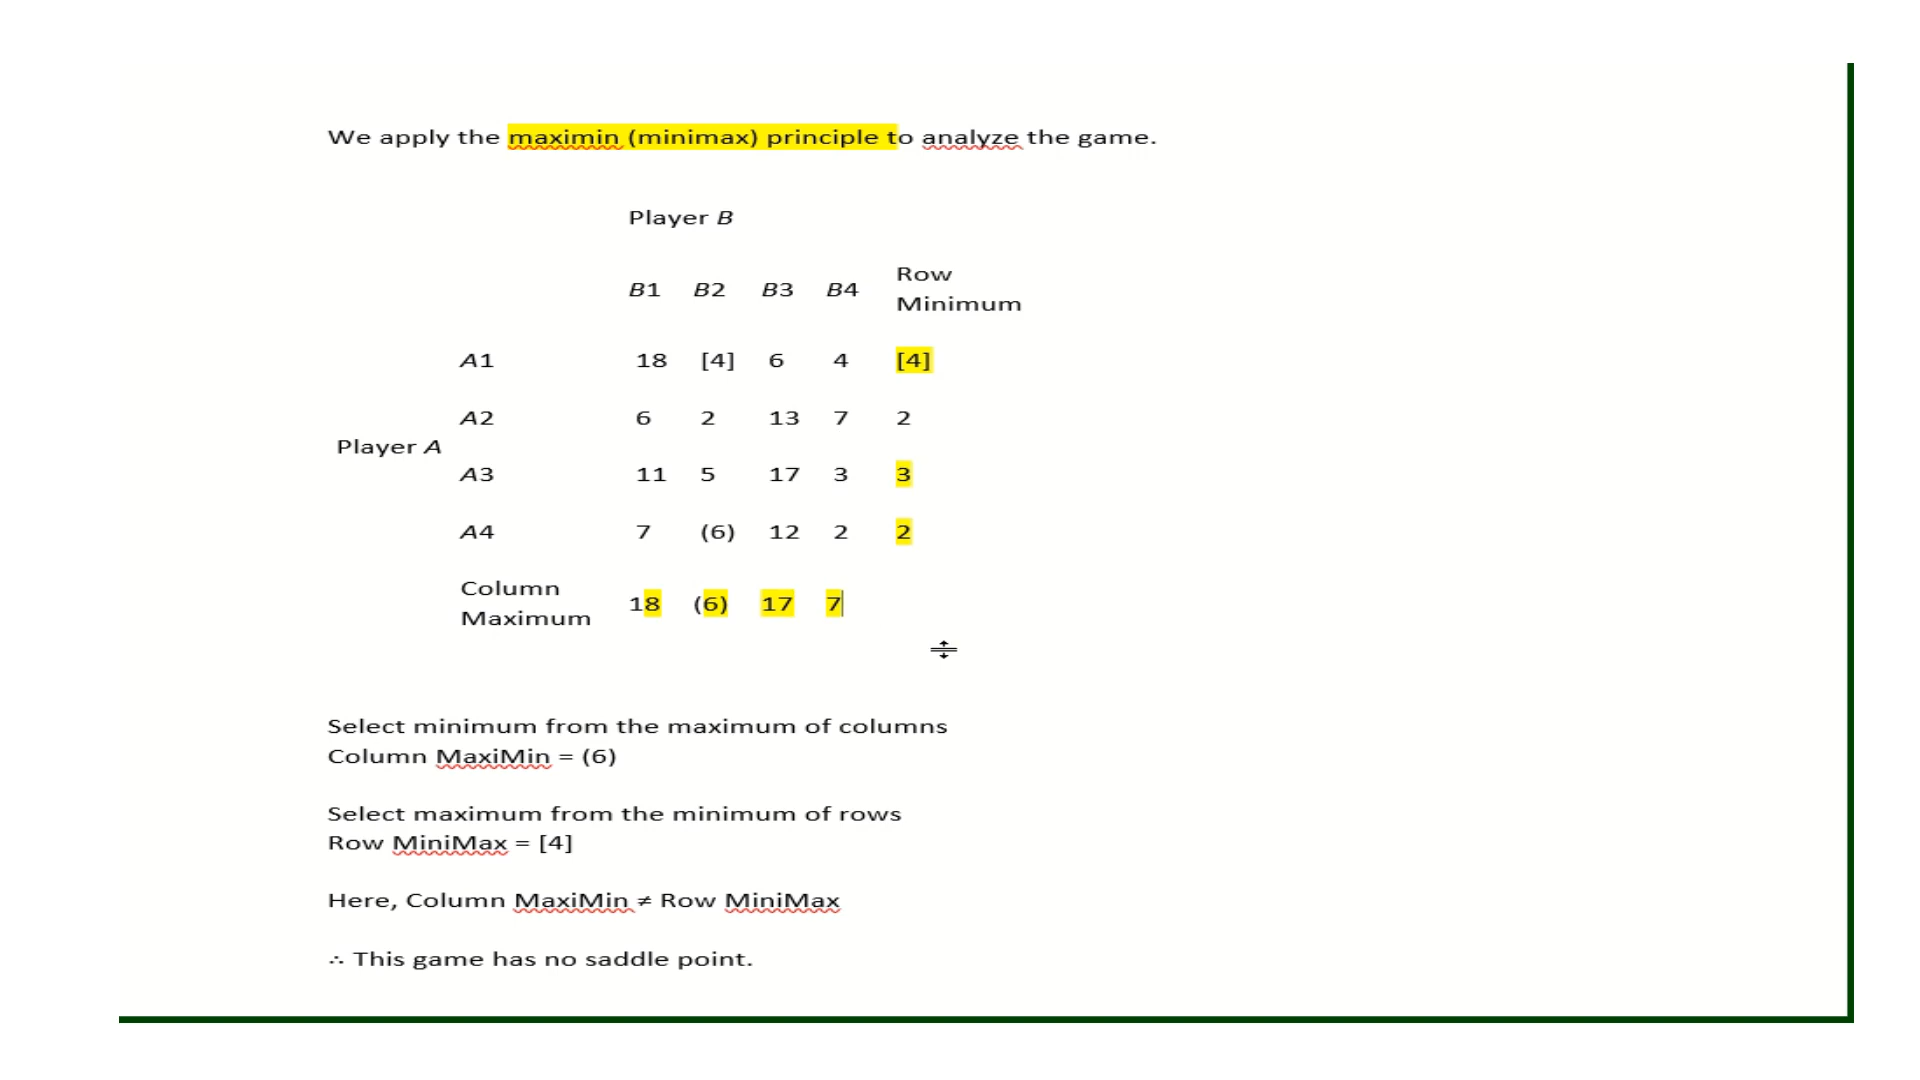 We apply the maximin (minimax) principle to analyze the game.
Player B
B1 B2 B3 B4 Row Minimum
A1 18 [4] 6 4 [4]
A2 6 2 13 7 2
Player A
A3 11 5 17 3 3
A4 7 (6) 12 2 2
Column Maximum 18 (6) 17 7
Select minimum from the maximum of columns
Column MaxiMin = (6)
Select maximum from the minimum of rows
Row MiniMax = [4]
Here, Column MaxiMin ≠ Row MiniMax
∴ This game has no saddle point.